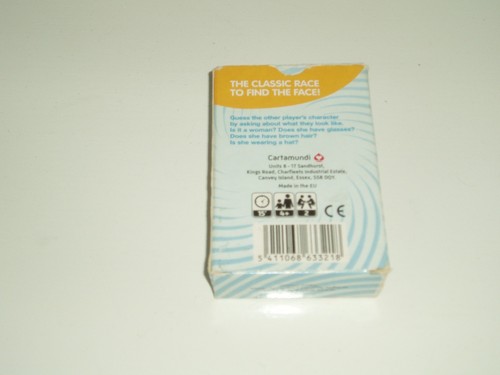 THE CLASSIC RACE
TO FIND THE FACE!
Guess the other player's character
by asking about what they look like.
Is it a woman? Does she have glasses?
Does she have brown hair?
Is she wearing a hat?
Cartamundi
Units 8 - 17 Sandhurst,
Kings Road, Charfleets Industrial Estate,
Canvey Island, Essex, SS8 0QY.
Made in the EU
15' 6+ 2
CE
5 411068 633218